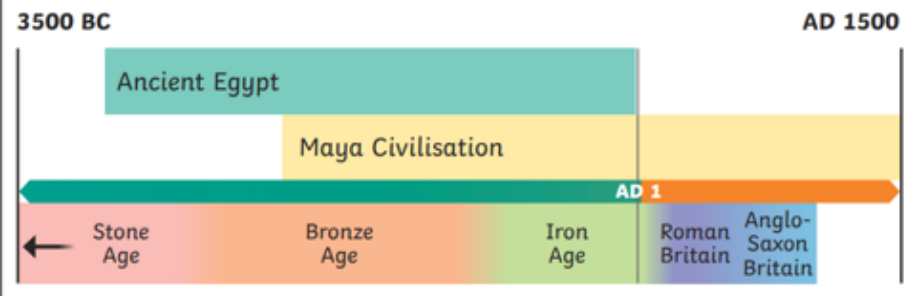 3500 BC
AD 1500
Ancient Egypt
Maya Civilisation
AD 1
Stone
Age
Bronze
Age
Iron
Age
Roman
Britain
Anglo-
Saxon
Britain